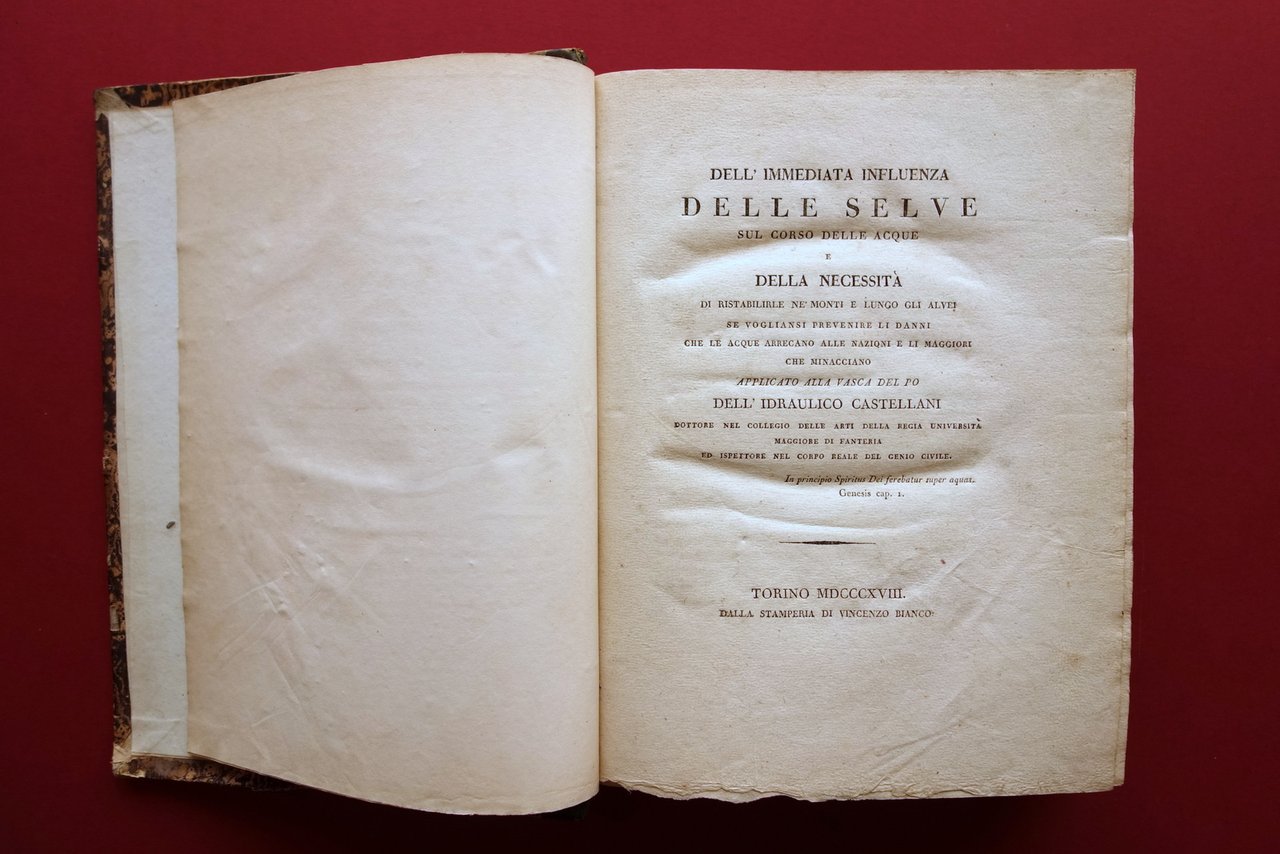 DELL' IMMEDIATA INFLUENZA
DELLE SELVE
SUL CORSO DELLE ACQUE
E
DELLA NECESSITÀ
DI RISTABILIRLE NE' MONTI E LUNGO GLI ALVEI
SE VOGLIANSI PREVENIRE LI DANNI
CHE LE ACQUE ARRECANO ALLE NAZIONI E LI MAGGIORI
CHE MINACCIANO
APPLICATO ALLA VASCA DEL PO
DELL' IDRAULICO CASTELLANI
DOTTORE NEL COLLEGIO DELLE ARTI DELLA REGIA UNIVERSITÀ
MAGGIORE DI FANTERIA
ED ISPETTORE NEL CORPO REALE DEL GENIO CIVILE.
In principio Spiritus Dei ferebatur super aquas.
Genesis cap. 1.
TORINO MDCCCXVIII.
DALLA STAMPERIA DI VINCENZO BIANCO.